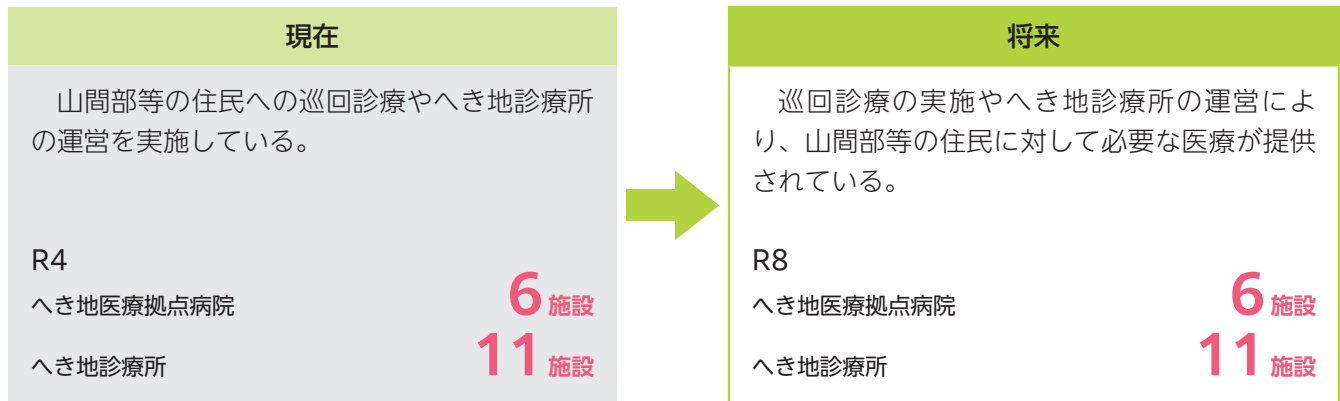 現在
山間部等の住民への巡回診療やへき地診療所
の運営を実施している。
R4
へき地医療拠点病院 6施設
へき地診療所 11施設
将来
巡回診療の実施やへき地診療所の運営によ
り、山間部等の住民に対して必要な医療が提供
されている。
R8
へき地医療拠点病院 6施設
へき地診療所 11施設